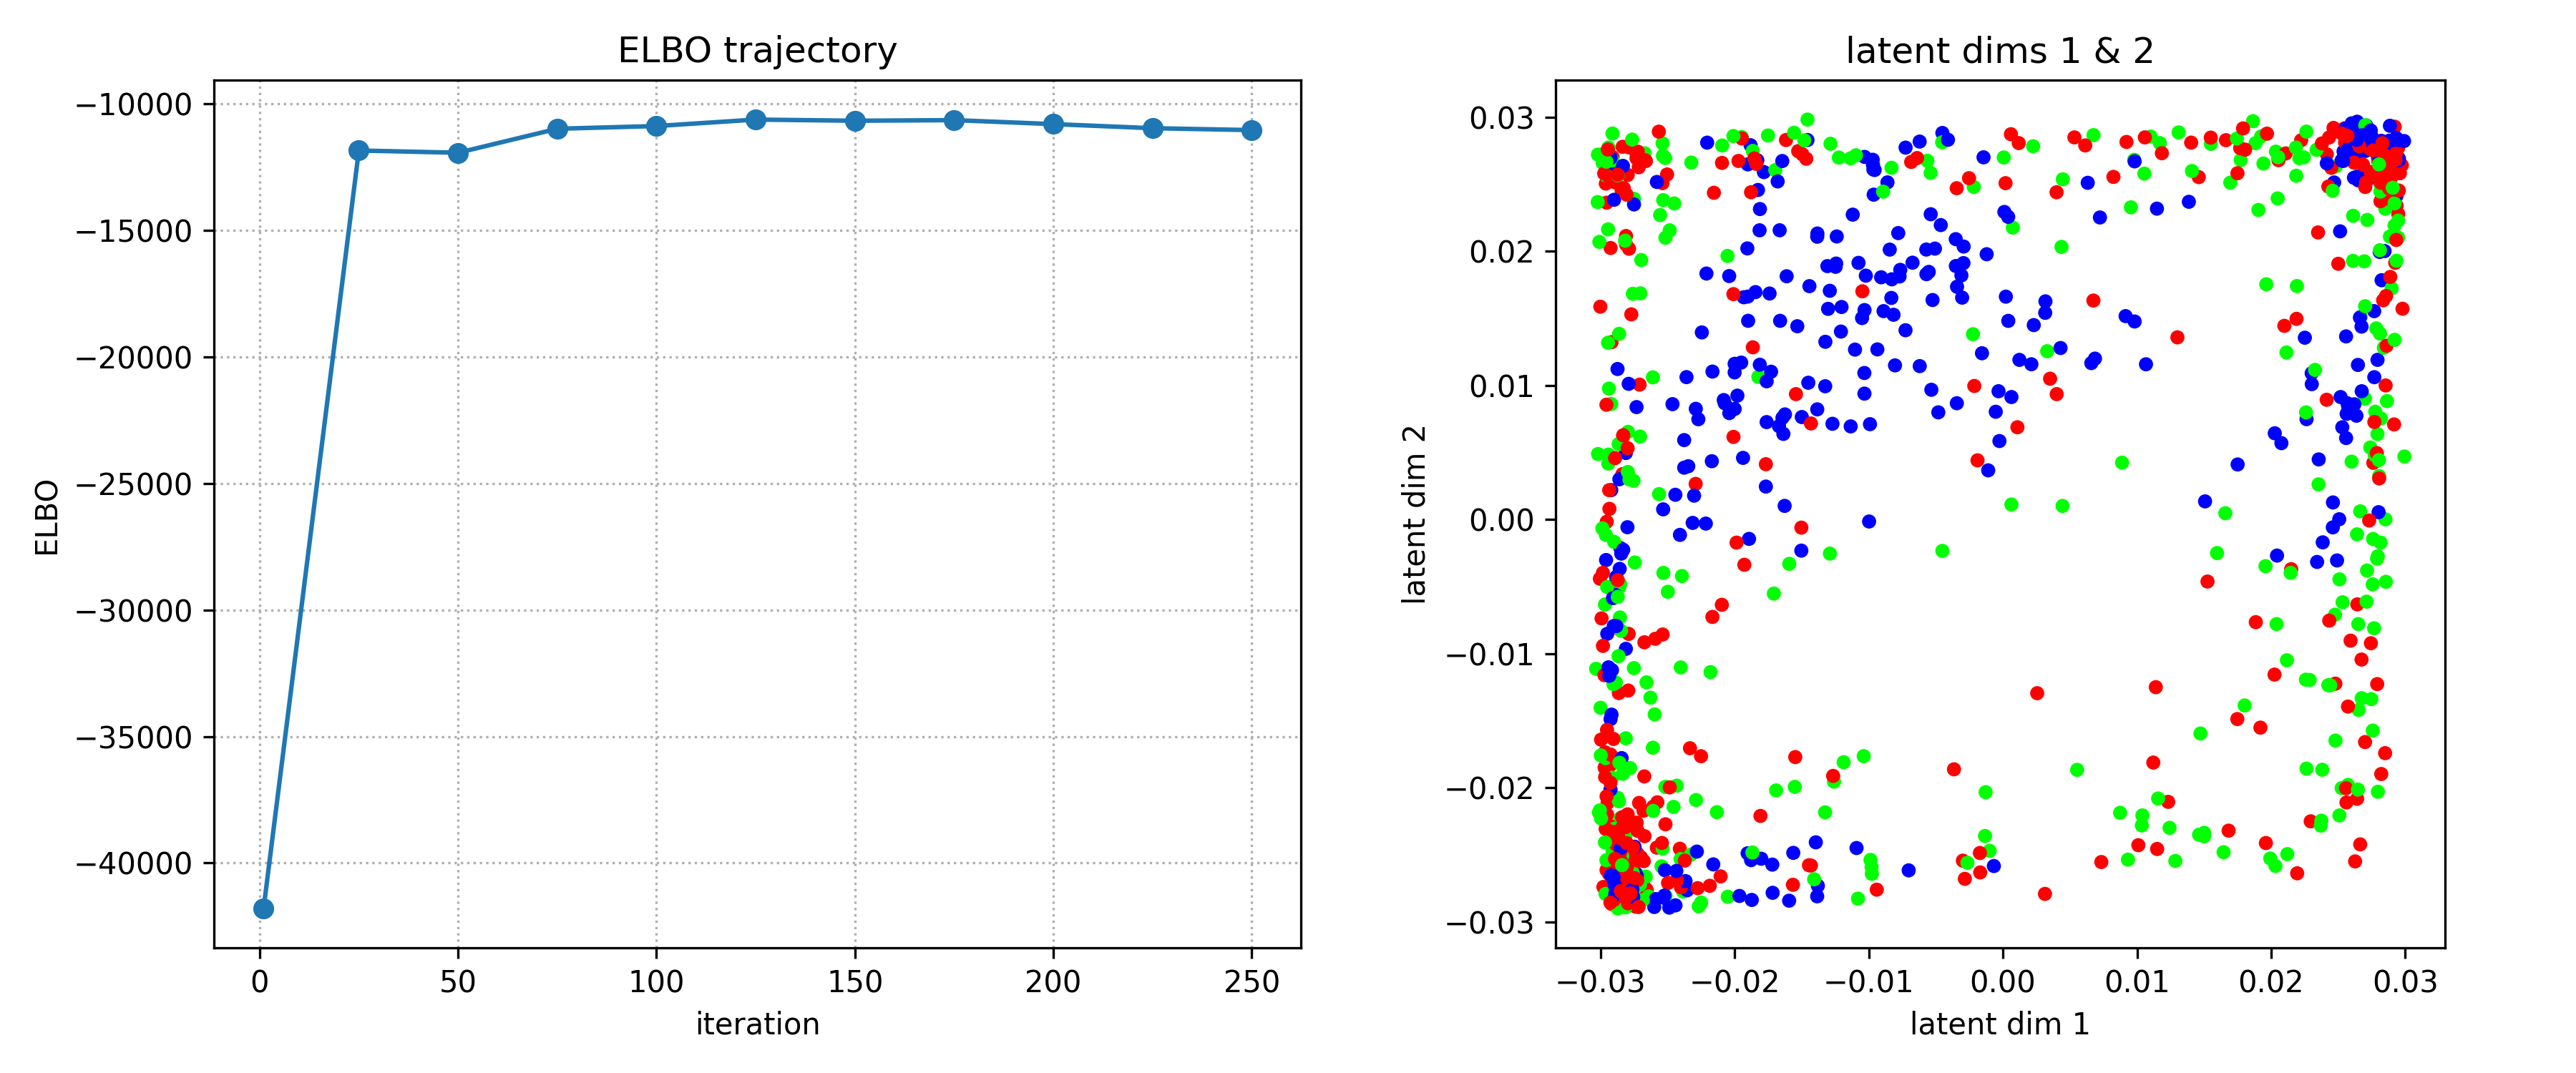 ELBO trajectory
−10000
−15000
−20000
−25000
−30000
−35000
−40000
ELBO
0 50 100 150 200 250
iteration
latent dims 1 & 2
0.03
0.02
0.01
0.00
−0.01
−0.02
−0.03
latent dim 2
−0.03 −0.02 −0.01 0.00 0.01 0.02 0.03
latent dim 1